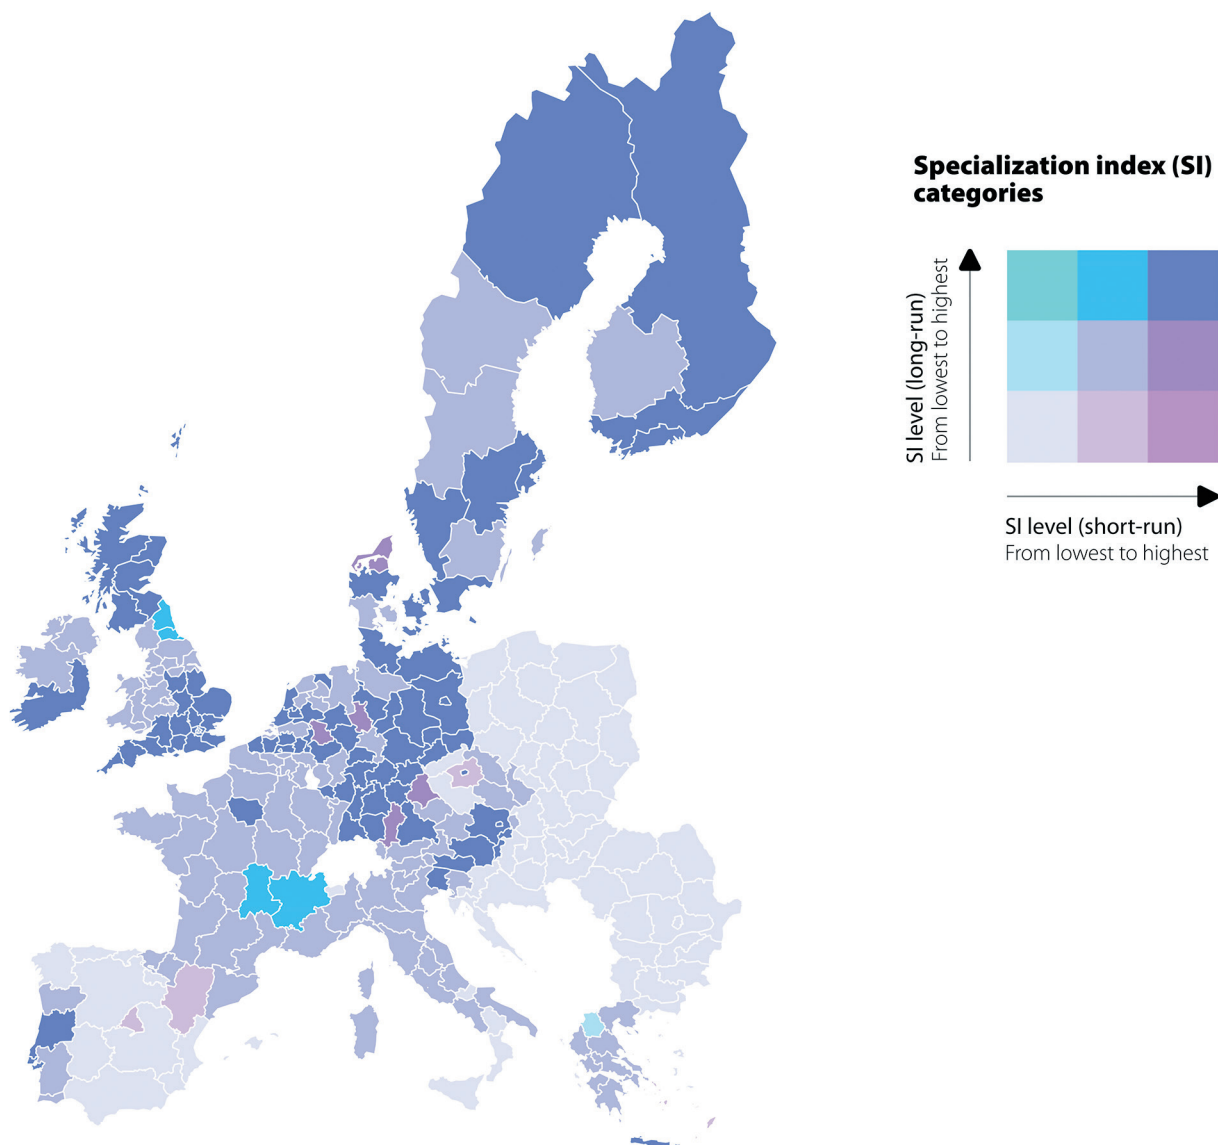 Specialization index (SI)
categories
SI level (long-run)
From lowest to highest
SI level (short-run)
From lowest to highest